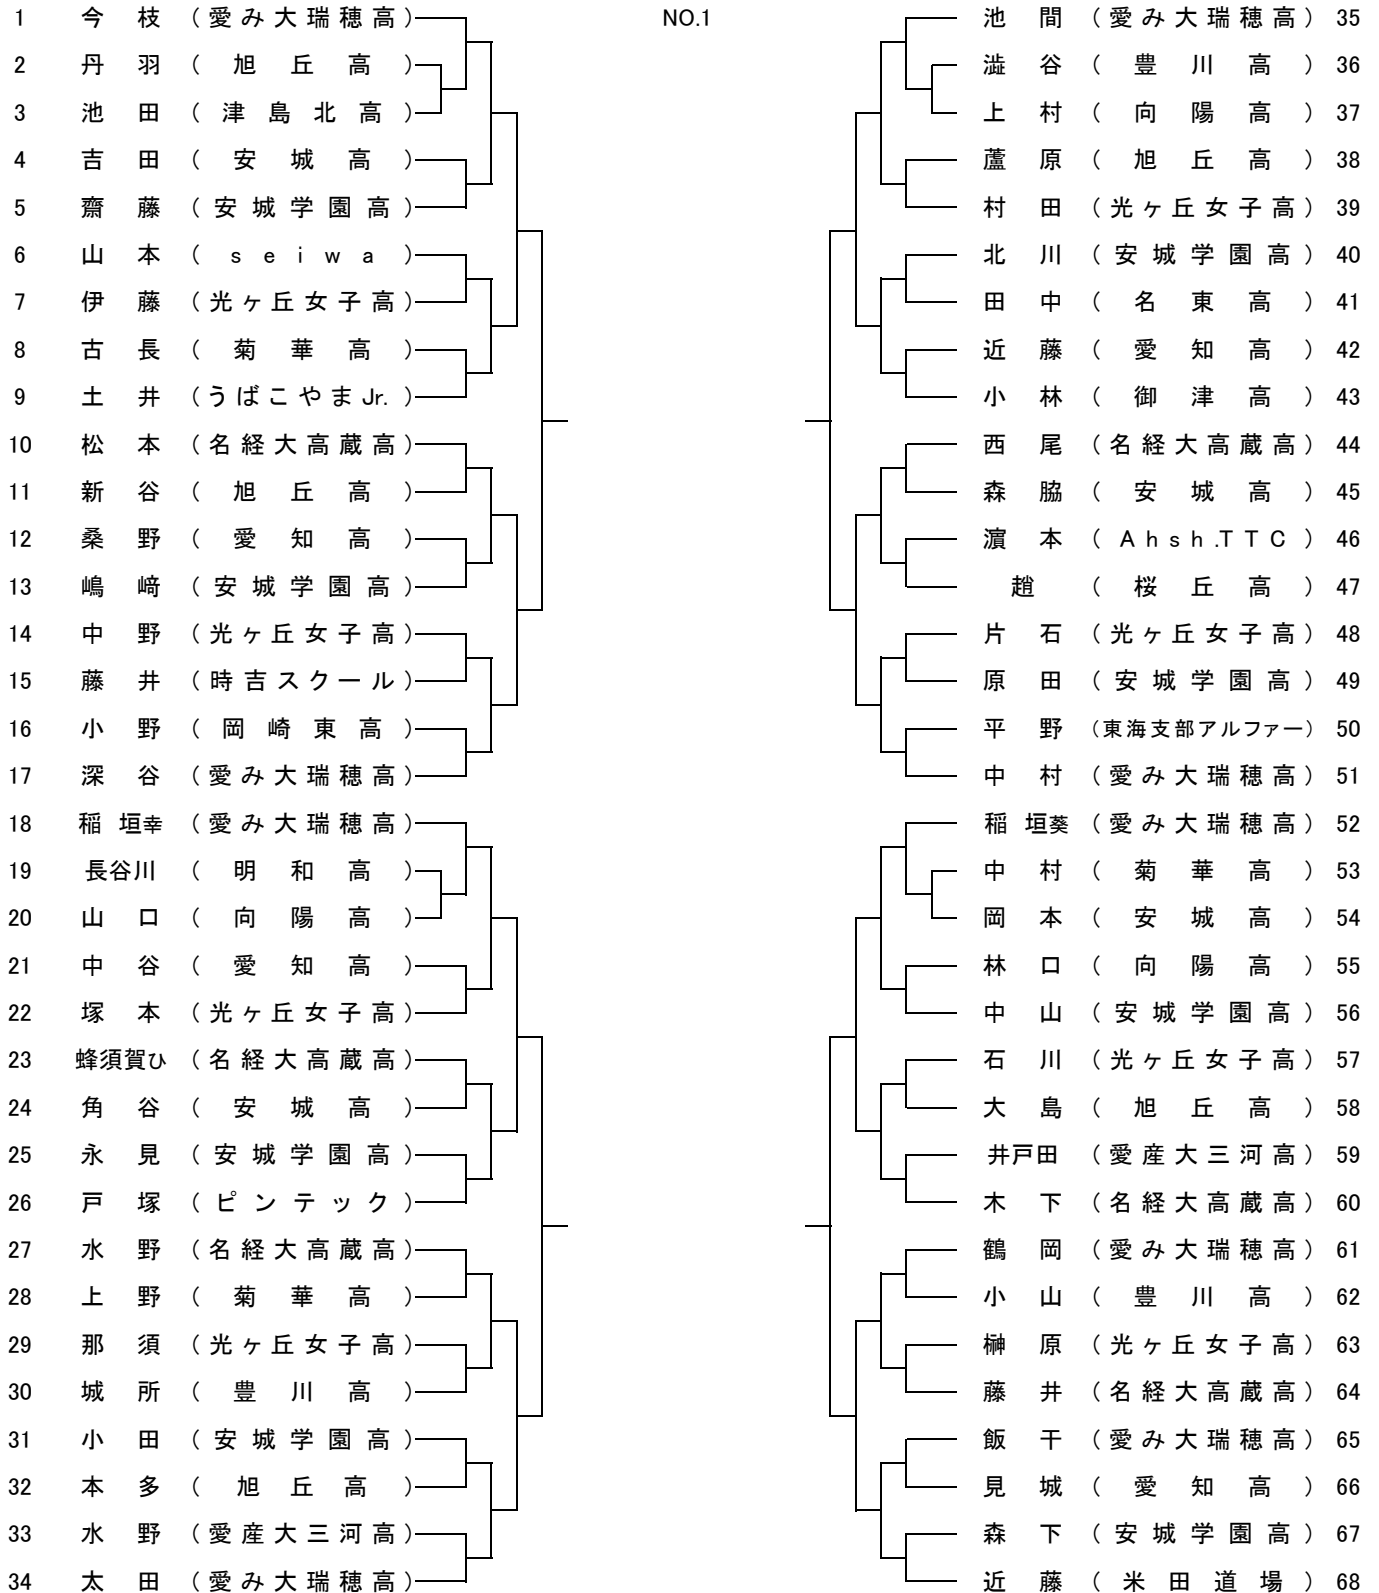 NO.1
1 今枝 (愛み大瑞穂高)
2 丹羽 (旭丘高)
3 池田 (津島北高)
4 吉田 (安城高)
5 齋藤 (安城学園高)
6 山本 (seiwa)
7 伊藤 (光ヶ丘女子高)
8 古長 (菊華高)
9 土井 (うばこやまJr.)
10 松本 (名経大高蔵高)
11 新谷 (旭丘高)
12 桑野 (愛知高)
13 嶋﨑 (安城学園高)
14 中野 (光ヶ丘女子高)
15 藤井 (時吉スクール)
16 小野 (岡崎東高)
17 深谷 (愛み大瑞穂高)
18 稲垣幸 (愛み大瑞穂高)
19 長谷川 (明和高)
20 山口 (向陽高)
21 中谷 (愛知高)
22 塚本 (光ヶ丘女子高)
23 蜂須賀ひ (名経大高蔵高)
24 角谷 (安城高)
25 永見 (安城学園高)
26 戸塚 (ピンテック)
27 水野 (名経大高蔵高)
28 上野 (菊華高)
29 那須 (光ヶ丘女子高)
30 城所 (豊川高)
31 小田 (安城学園高)
32 本多 (旭丘高)
33 水野 (愛産大三河高)
34 太田 (愛み大瑞穂高)
池間 (愛み大瑞穂高) 35
澁谷 (豊川高) 36
上村 (向陽高) 37
蘆原 (旭丘高) 38
村田 (光ヶ丘女子高) 39
北川 (安城学園高) 40
田中 (名東高) 41
近藤 (愛知高) 42
小林 (御津高) 43
西尾 (名経大高蔵高) 44
森脇 (安城高) 45
濵本 (Ahsh.TTC) 46
趙 (桜丘高) 47
片石 (光ヶ丘女子高) 48
原田 (安城学園高) 49
平野 (東海支部アルファー) 50
中村 (愛み大瑞穂高) 51
稲垣葵 (愛み大瑞穂高) 52
中村 (菊華高) 53
岡本 (安城高) 54
林口 (向陽高) 55
中山 (安城学園高) 56
石川 (光ヶ丘女子高) 57
大島 (旭丘高) 58
井戸田 (愛産大三河高) 59
木下 (名経大高蔵高) 60
鶴岡 (愛み大瑞穂高) 61
小山 (豊川高) 62
榊原 (光ヶ丘女子高) 63
藤井 (名経大高蔵高) 64
飯干 (愛み大瑞穂高) 65
見城 (愛知高) 66
森下 (安城学園高) 67
近藤 (米田道場) 68